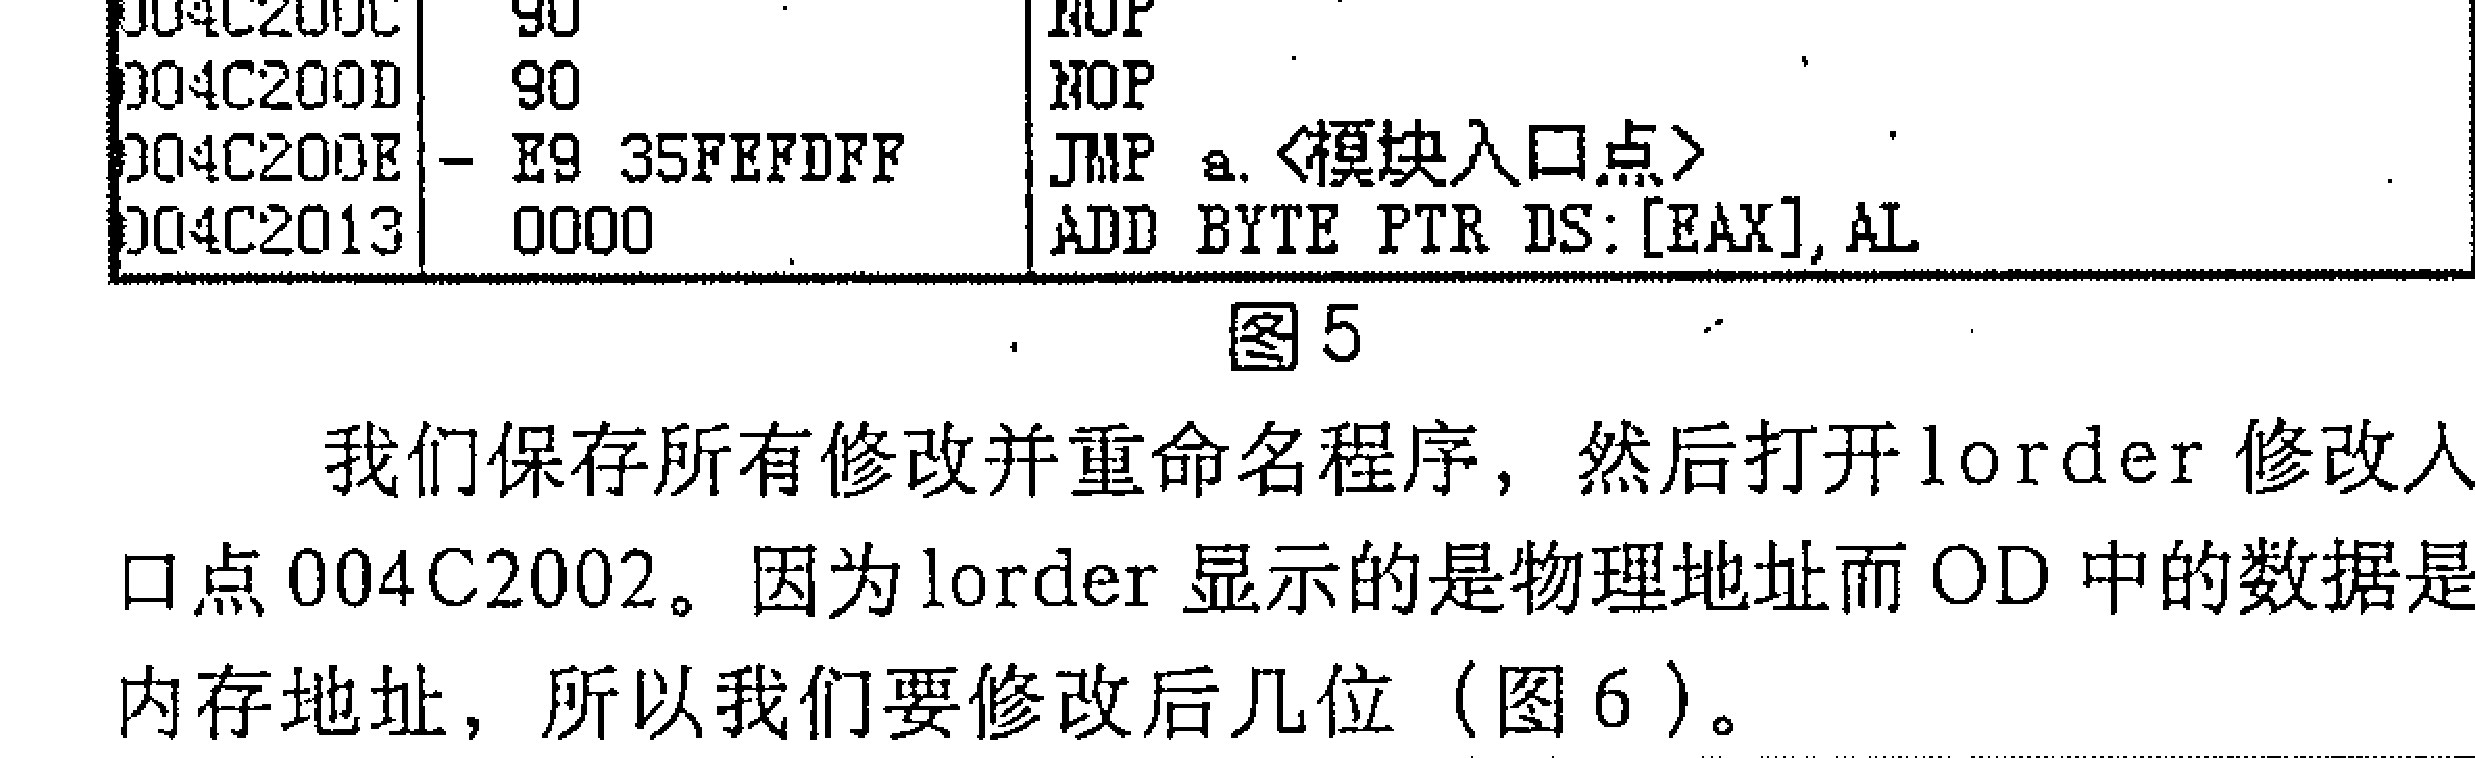 004C200C 90 NOP
004C200D 90 NOP
004C200E - E9 35FEFDFF JMP a.<模块入口点>
004C2013 0000 ADD BYTE PTR DS:[EAX],AL
图5
我们保存所有修改并重命名程序，然后打开lorder修改入
口点004C2002。因为lorder显示的是物理地址而OD中的数据是
内存地址，所以我们要修改后几位（图6）。